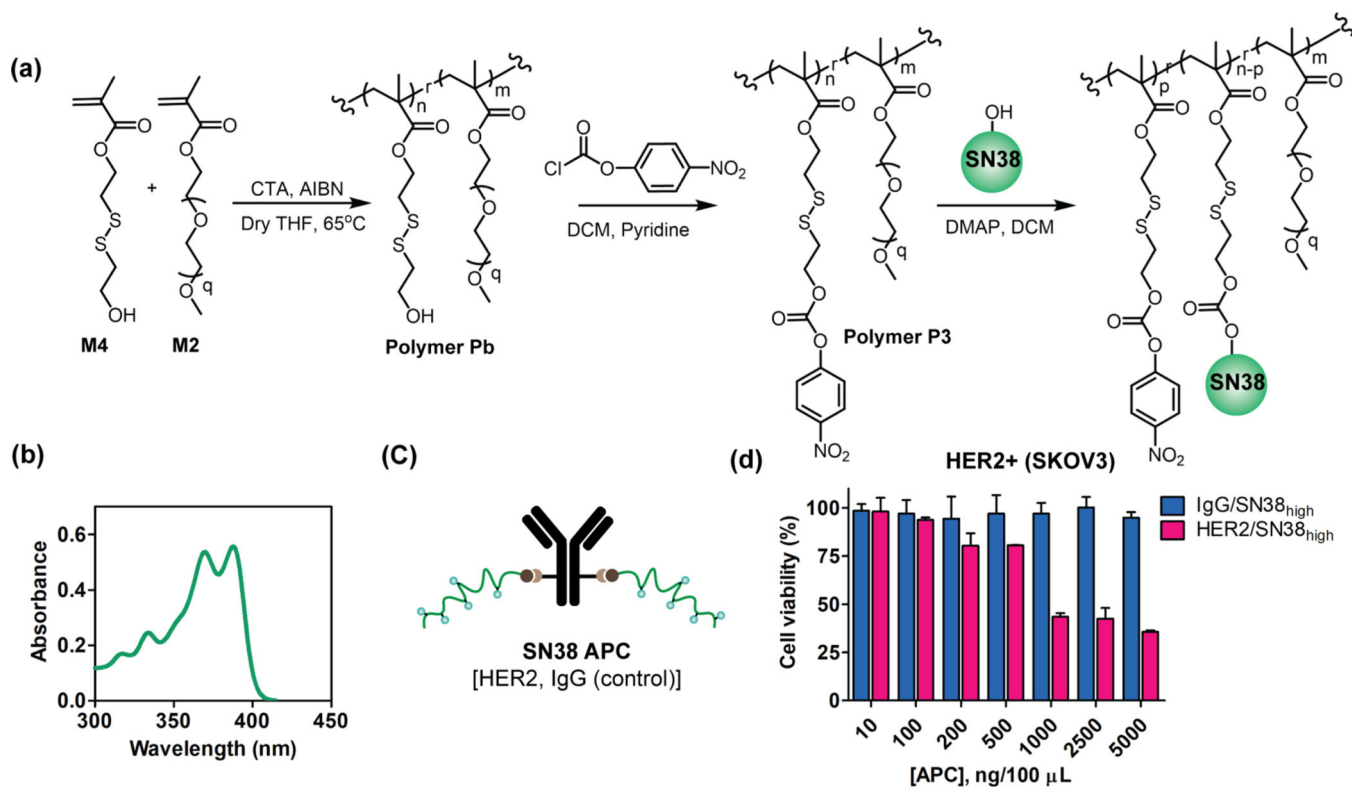 (a)
n
r
m
O
O
O
O
O
q
O
S
S
OH
M4
+
O
O
O
q
O
M2
CTA, AIBN
Dry THF, 65°C
O
O
S
S
OH
O
O
O
q
O
Polymer Pb
Cl
O
O
NO2
DCM, Pyridine
n
r
m
O
O
S
S
O
O
O
NO2
O
O
O
q
O
Polymer P3
OH
SN38
DMAP, DCM
p
r
n-p
m
O
O
S
S
O
O
O
NO2
O
O
S
S
O
O
O
SN38
O
O
O
q
O
(b)
Absorbance
0.6
0.4
0.2
0.0
300
350
400
450
Wavelength (nm)
(C)
SN38 APC
[HER2, IgG (control)]
(d)
HER2+ (SKOV3)
Cell viability (%)
100
75
50
25
10
100
200
500
1000
2500
5000
[APC], ng/100 μL
IgG/SN38high
HER2/SN38high